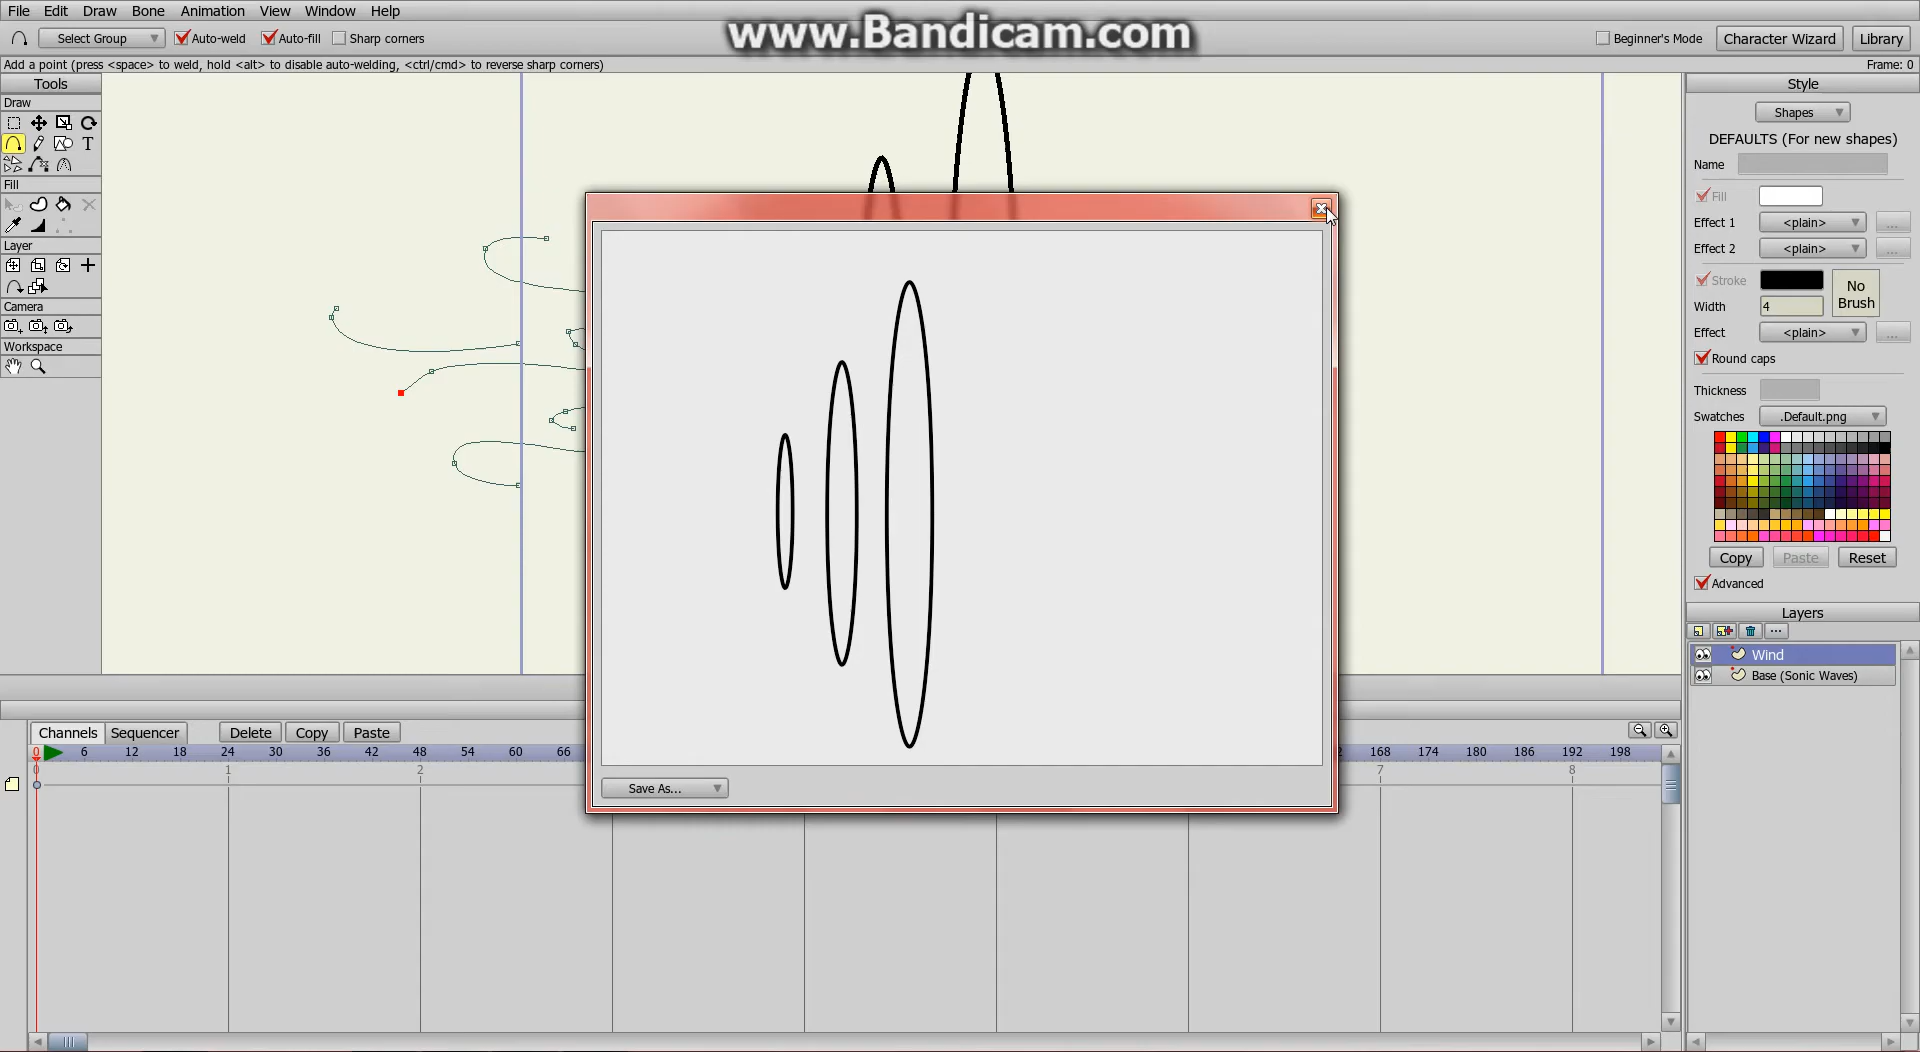 File Edit Draw Bone Animation View Window Help
www.Bandicam.com
Select Group Auto-weld Auto-fill Sharp corners
Beginner's Mode Character Wizard Library
Add a point (press <space> to weld, hold <alt> to disable auto-welding, <ctrl/cmd> to reverse sharp corners)
Frame: 0
Tools
Draw
T
Fill
Layer
Camera
Workspace
Style
Shapes
DEFAULTS (For new shapes)
Name
Fill
Effect 1 <plain> ...
Effect 2 <plain> ...
Stroke
No
Brush
Width 4
Effect <plain> ...
Round caps
Thickness
Swatches .Default.png
Copy Paste Reset
Advanced
Layers
...
Wind
Base (Sonic Waves)
Save As...
Channels Sequencer Delete Copy Paste
0 6 12 18 24 30 36 42 48 54 60 66 168 174 180 186 192 198
0 1 2 7 8